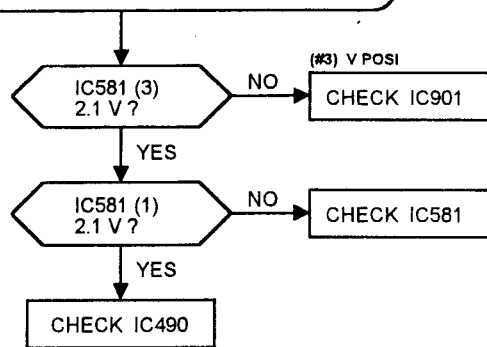 (#3) V POSI
IC581 (3)
2.1 V ?
NO
CHECK IC901
YES
IC581 (1)
2.1 V ?
NO
CHECK IC581
YES
CHECK IC490